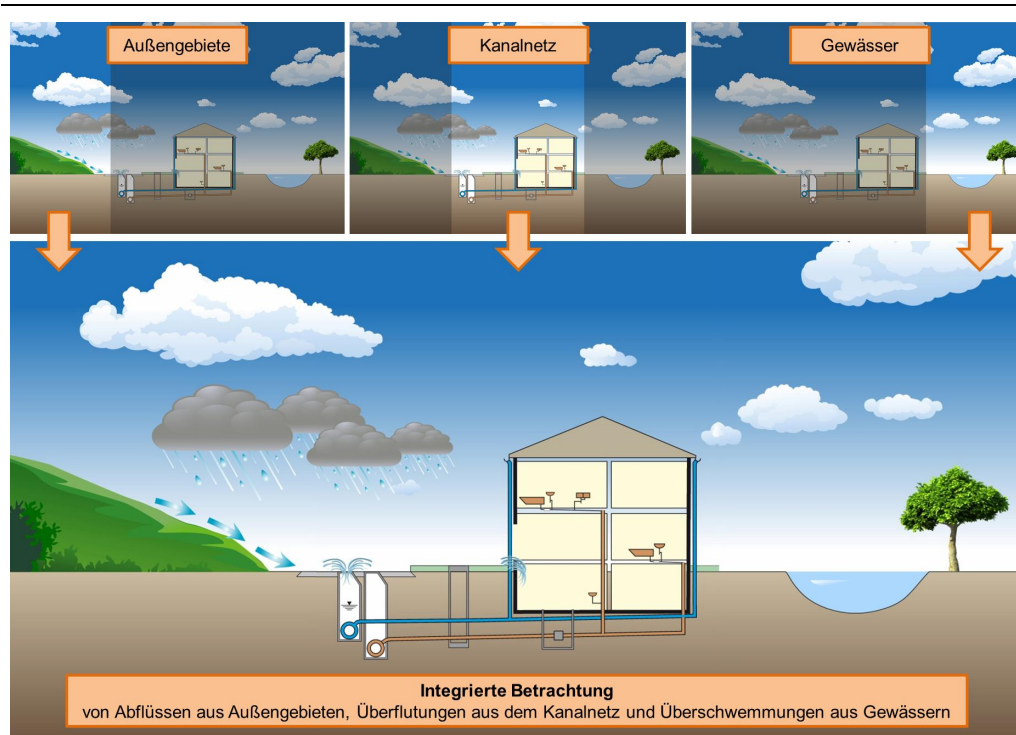 Außengebiete
Kanalnetz
Gewässer
Integrierte Betrachtung
von Abflüssen aus Außengebieten, Überflutungen aus dem Kanalnetz und Überschwemmungen aus Gewässern